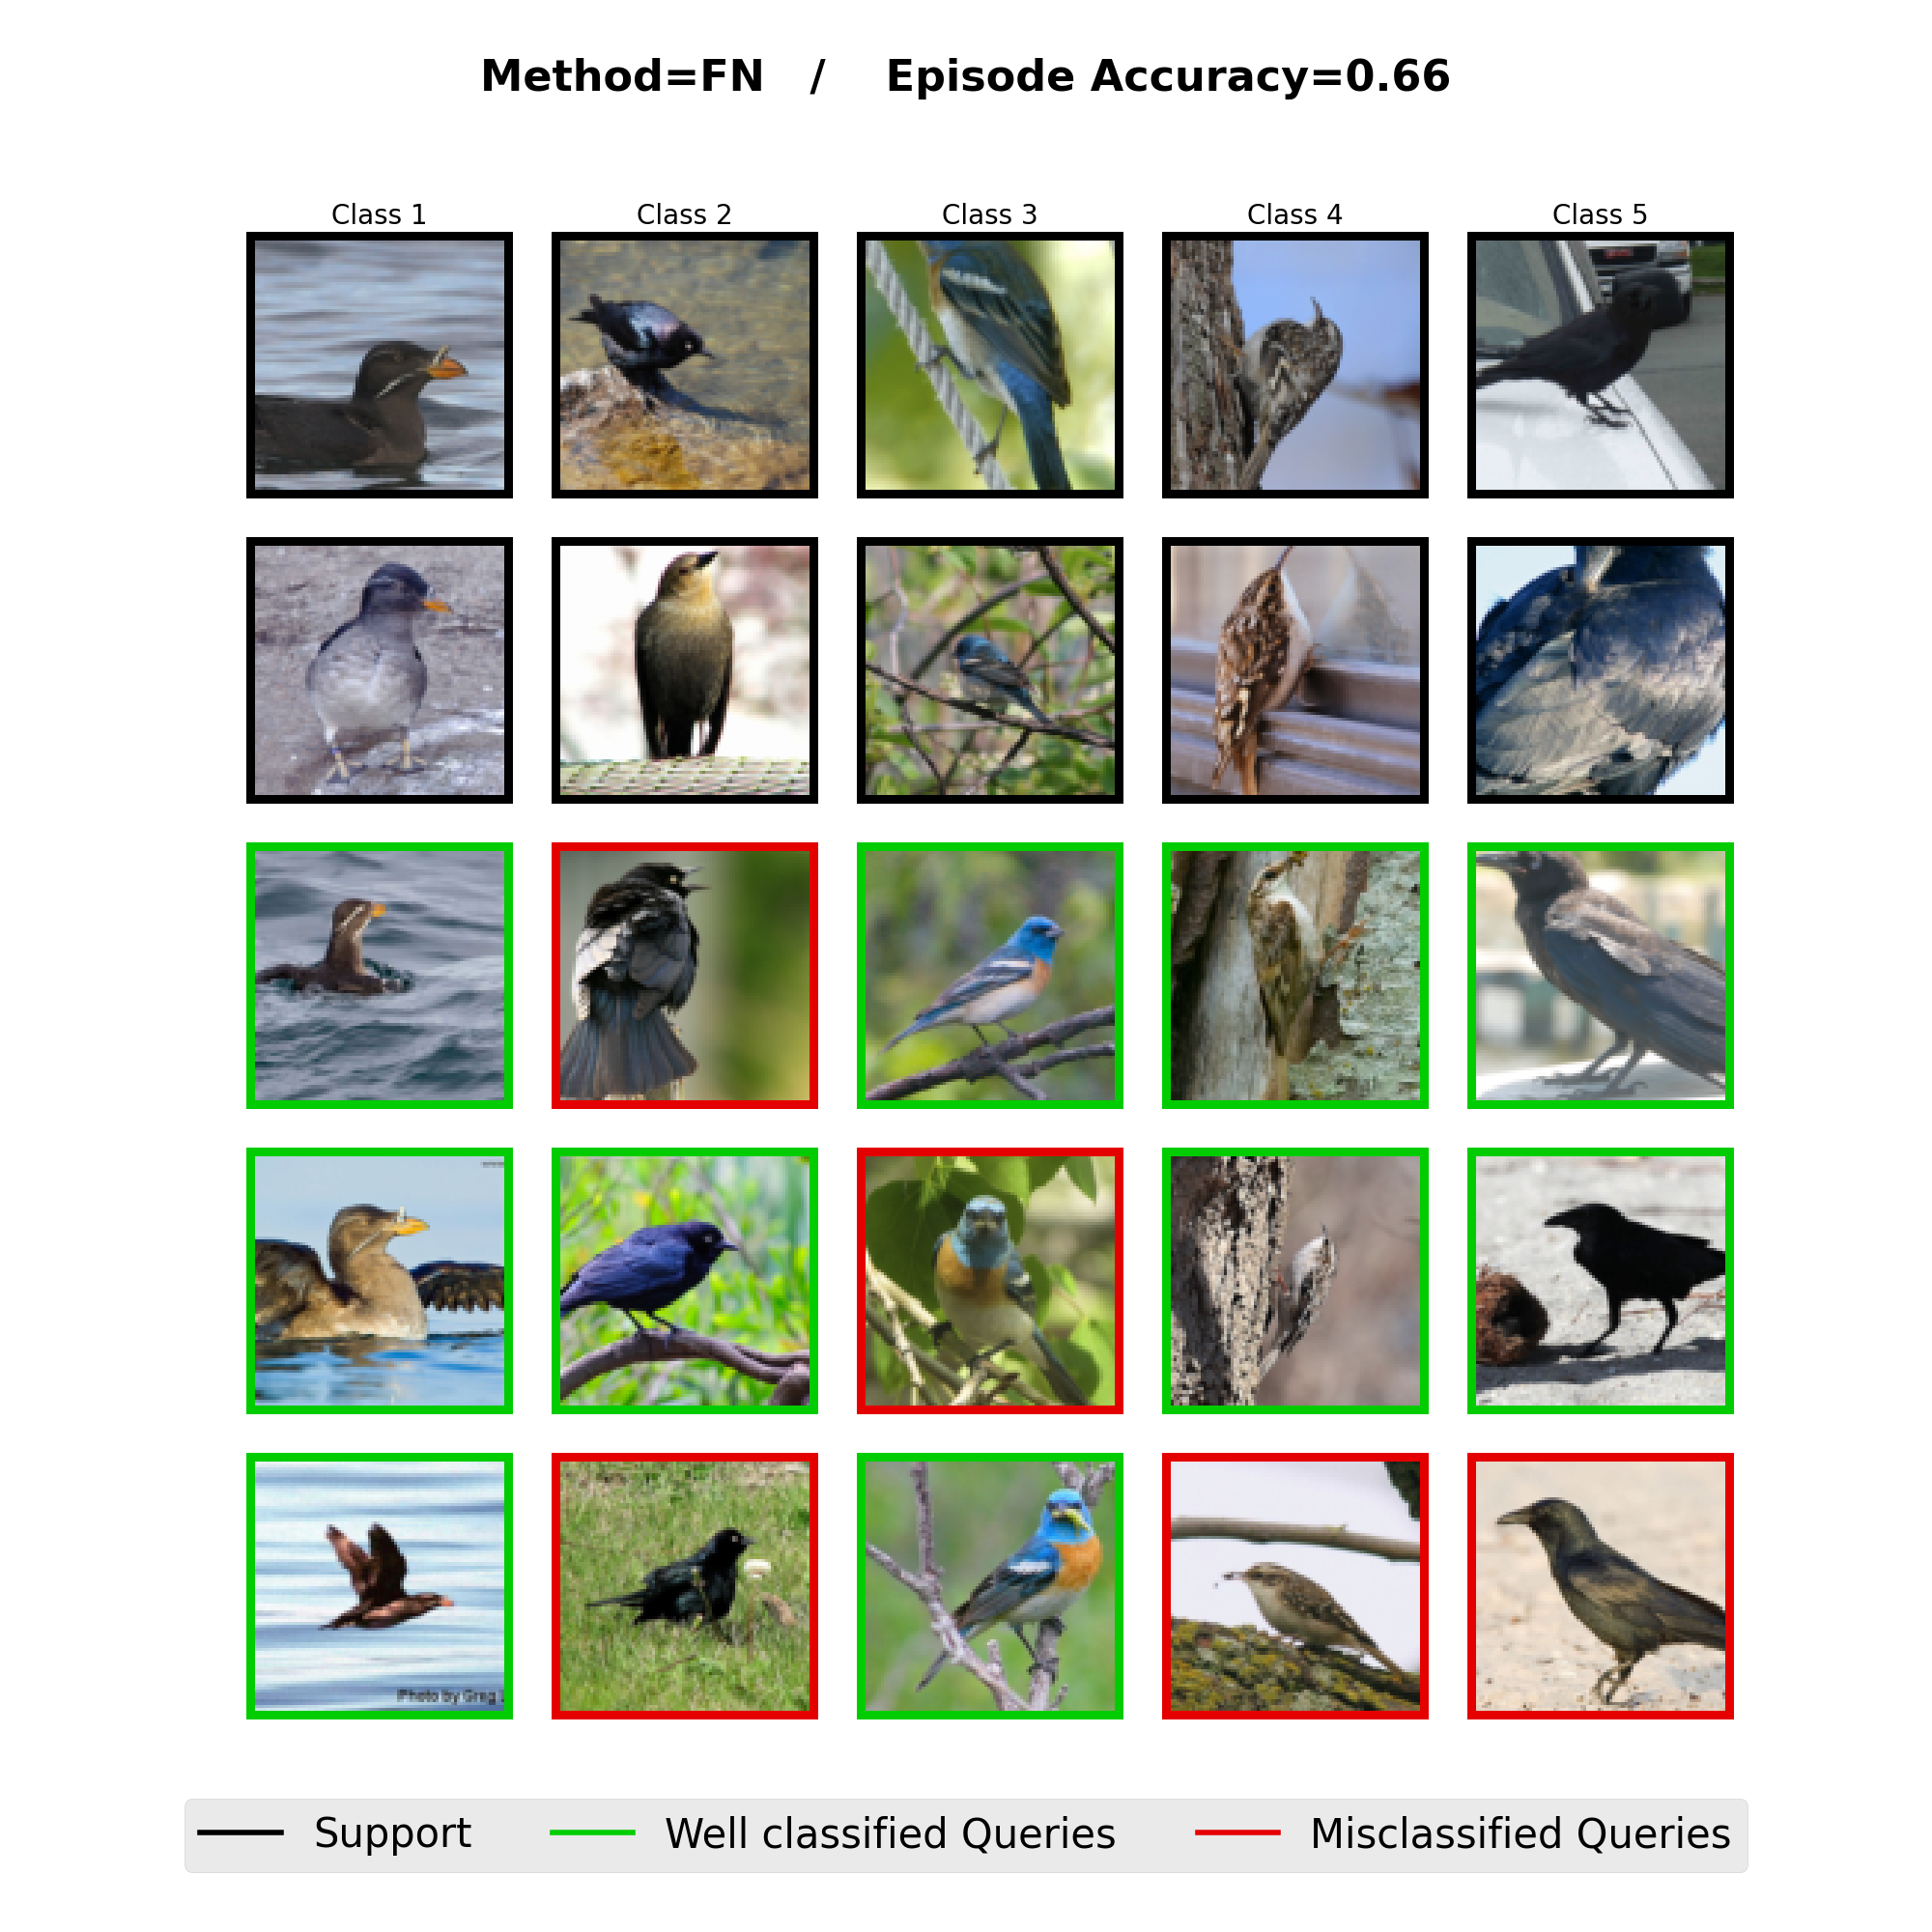 Method=FN / Episode Accuracy=0.66
Class 1
Class 2
Class 3
Class 4
Class 5
Photo by Greg
Support
Well classified Queries
Misclassified Queries